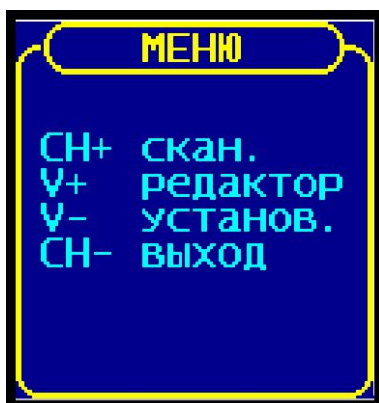 МЕНЮ
CH+ скан.
V+ редактор
V- установ.
CH- выход